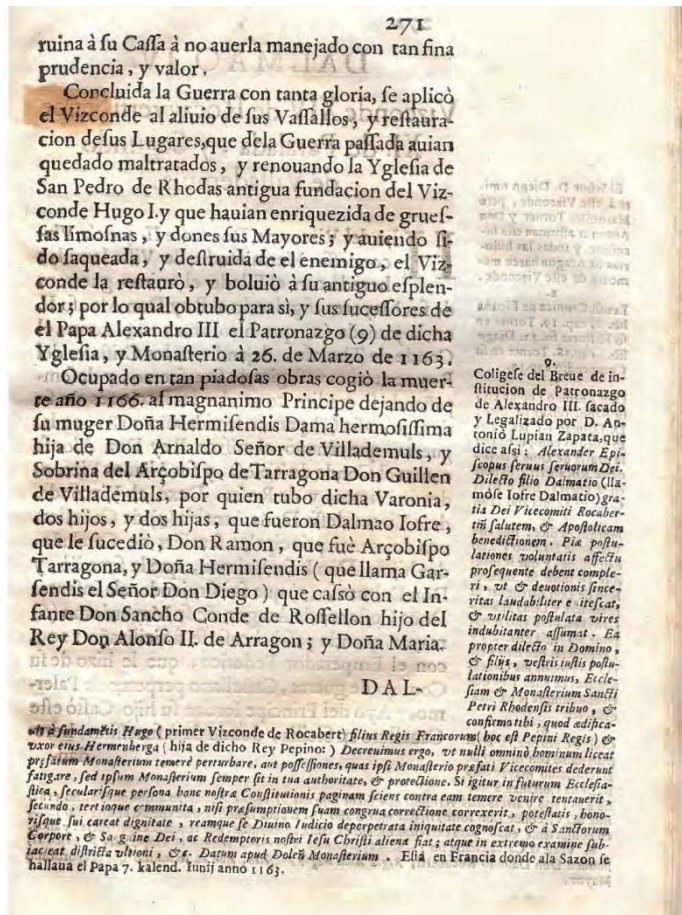 271
ruina à ſu Caſſa à no auerla manejado con tan fina
prudencia, y valor.
Concluida la Guerra con tanta gloria, ſe aplicò
el Vizconde al aliuio de ſus Vaſſallos, y reſtaura-
cion deſus Lugares, que dela Guerra paſſada auian
quedado maltratados, y renouando la Ygleſia de
San Pedro de Rhodas antigua fundacion del Viz-
conde Hugo I. y que hauian enriquezida de grueſ-
ſas limoſnas, y dones ſus Mayores; y auiendo ſi-
do ſaqueada, y deſtruida de el enemigo, el Viz-
conde la reſtaurò, y boluiò à ſu antiguo eſplen-
dor; por lo qual obtubo para sì, y ſus ſuceſſores de
el Papa Alexandro III el Patronazgo (9) de dicha
Ygleſia, y Monaſterio à 26. de Marzo de 1163.
Ocupado en tan piadoſas obras cogiò la muer-
te año 1166. al magnanimo Principe dejando de
ſu muger Doña Hermiſendis Dama hermoſiſſima
hija de Don Arnaldo Señor de Villademuls, y
Sobrina del Arçobiſpo de Tarragona Don Guillen
de Villademuls, por quien tubo dicha Varonia,
dos hijos, y dos hijas, que fueron Dalmao Iofre,
que le ſucediò, Don Ramon, que fuè Arçobiſpo
Tarragona, y Doña Hermiſendis (que llama Gar-
ſendis el Señor Don Diego) que caſsò con el In-
fante Don Sancho Conde de Roſſellon hijo del
Rey Don Alonſo II. de Arragon; y Doña Maria.
DAL-
9.
Coligeſe del Breue de in-
ſtitucion de Patronazgo
de Alexandro III. ſacado
y Legalizado por D. An-
toniò Lupian Zapata, que
dice aſsi: Alexander Epi-
ſcopus ſeruus ſeruorum Dei.
Dilecto filio Dalmatio (lla-
mòſe Iofre Dalmatio) gra-
tia Dei Vicecomiti Rocaber-
tiñ ſalutem, & Apoſtolicam
benedictionem. Piæ poſtu-
lationes voluntatis affectu
proſequente debent comple-
ri, vt & deuotionis ſince-
ritas laudabiliter eniteſcat,
& vtilitas poſtulata vires
indubitanter aſſumat. Ea
propter dilecto in Domino,
& filijs, veſtris iuſtis poſtu-
lationibus annuimus, Eccle-
ſiam & Monaſterium Sancti
Petri Rhodenſis tribuo, &
confirmo tibi, quod ædifica-
uit à fundamẽtis Hugo (primer Vizconde de Rocabert) filius Regis Francorum (hoc eſt Pepini Regis) &
vxor eius Hermenberga (hija de dicho Rey Pepino:) Decreuimus ergo, vt nulli omninò hominum liceat
præfatum Monaſterium temerè perturbare, aut poſſeſſiones, quas ipſi Monaſterio præfati Vicecomites dederunt
fatigare, ſed ipſum Monaſterium ſemper ſit in tua authoritate, & protectione. Si igitur in futurum Eccleſia-
ſtica, ſeculariſque perſona hanc noſtræ Conſtituionis paginam ſciens contra eam temere venire tentauerit,
ſecundo, tertioque communita, niſi præſumptionem ſuam congrua correctione correxerit, poteſtatis, hono-
riſque ſui careat dignitate, reamque ſe Diuino Iudicio deperpetrata iniquitate cognoſcat, & à Sanctorum
Corpore, & Sanguine Dei, ac Redemptoris noſtri Ieſu Chriſti aliena fiat; atque in extremo examine ſub-
iaceat diſtricta vltioni, &c. Datum apud Doleñ Monaſterium. Eſtà en Francia donde ala Sazon ſe
hallaua el Papa 7. kalend. Iunij anno 1163.